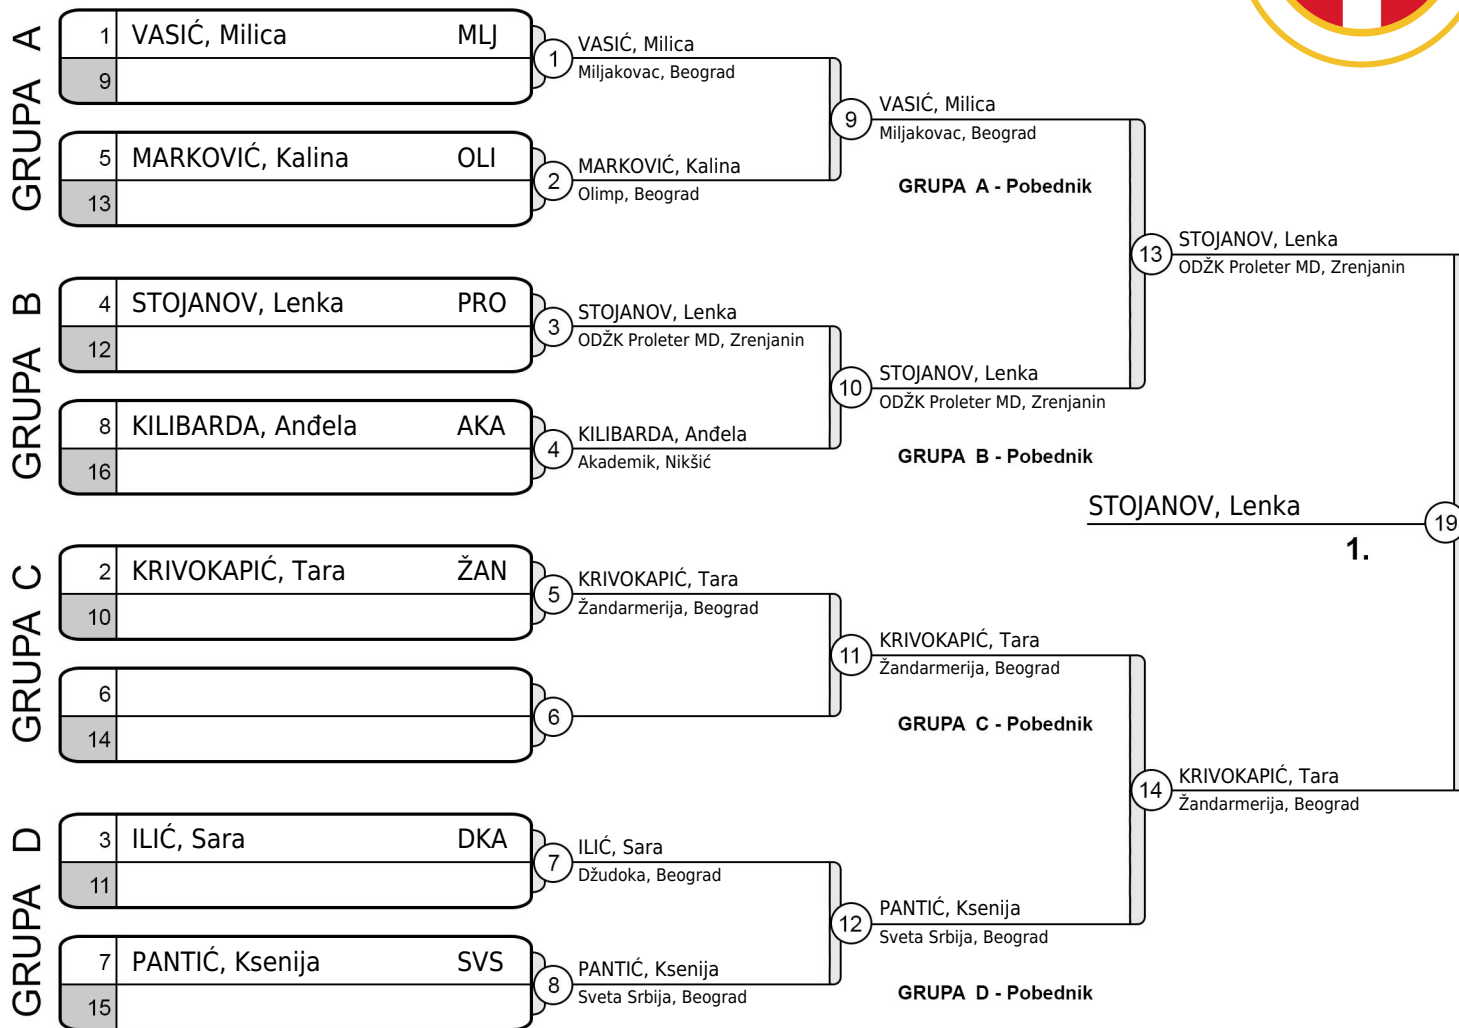 GRUPA A
1 VASIĆ, Milica MLJ
9
5 MARKOVIĆ, Kalina OLI
13
GRUPA B
4 STOJANOV, Lenka PRO
12
8 KILIBARDA, Anđela AKA
16
GRUPA C
2 KRIVOKAPIĆ, Tara ŽAN
10
6
14
GRUPA D
3 ILIĆ, Sara DKA
11
7 PANTIĆ, Ksenija SVS
15
1 VASIĆ, Milica
Miljakovac, Beograd
2 MARKOVIĆ, Kalina
Olimp, Beograd
3 STOJANOV, Lenka
ODŽK Proleter MD, Zrenjanin
4 KILIBARDA, Anđela
Akademik, Nikšić
5 KRIVOKAPIĆ, Tara
Žandarmerija, Beograd
6
7 ILIĆ, Sara
Džudoka, Beograd
8 PANTIĆ, Ksenija
Sveta Srbija, Beograd
9 VASIĆ, Milica
Miljakovac, Beograd
GRUPA A - Pobednik
10 STOJANOV, Lenka
ODŽK Proleter MD, Zrenjanin
GRUPA B - Pobednik
11 KRIVOKAPIĆ, Tara
Žandarmerija, Beograd
GRUPA C - Pobednik
12 PANTIĆ, Ksenija
Sveta Srbija, Beograd
GRUPA D - Pobednik
13 STOJANOV, Lenka
ODŽK Proleter MD, Zrenjanin
14 KRIVOKAPIĆ, Tara
Žandarmerija, Beograd
STOJANOV, Lenka 19
1.